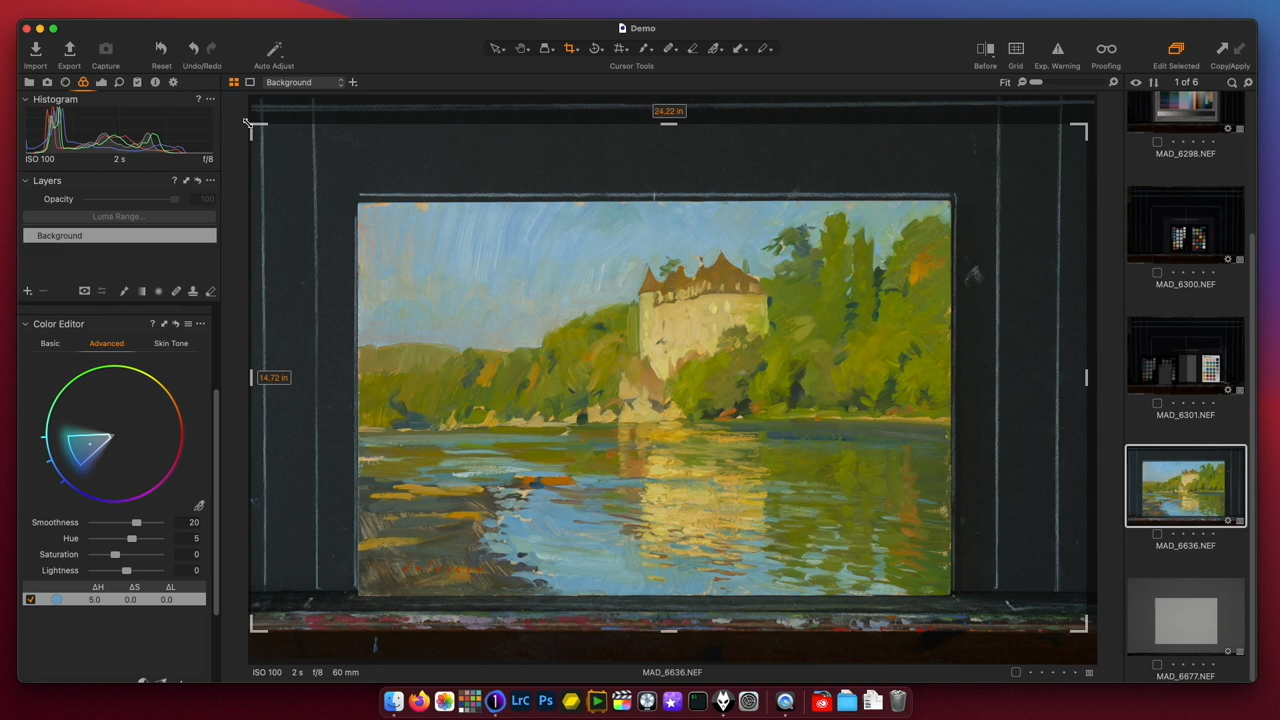 Demo
Import
Export
Capture
Reset
Undo/Redo
Auto Adjust
Cursor Tools
Before
Grid
Exp. Warning
Proofing
Edit Selected
Copy/Apply
Background
Fit
1 of 6
Histogram
ISO 100
2 s
f/8
Layers
Opacity
100
Luma Range...
Background
Color Editor
Basic
Advanced
Skin Tone
Smoothness
20
Hue
5
Saturation
0
Lightness
0
ΔH
ΔS
ΔL
5.0
0.0
0.0
24.22 in
14.72 in
ISO 100
2 s
f/8
60 mm
MAD_6636.NEF
MAD_6298.NEF
MAD_6300.NEF
MAD_6301.NEF
MAD_6636.NEF
MAD_6677.NEF
1
LrC
Ps